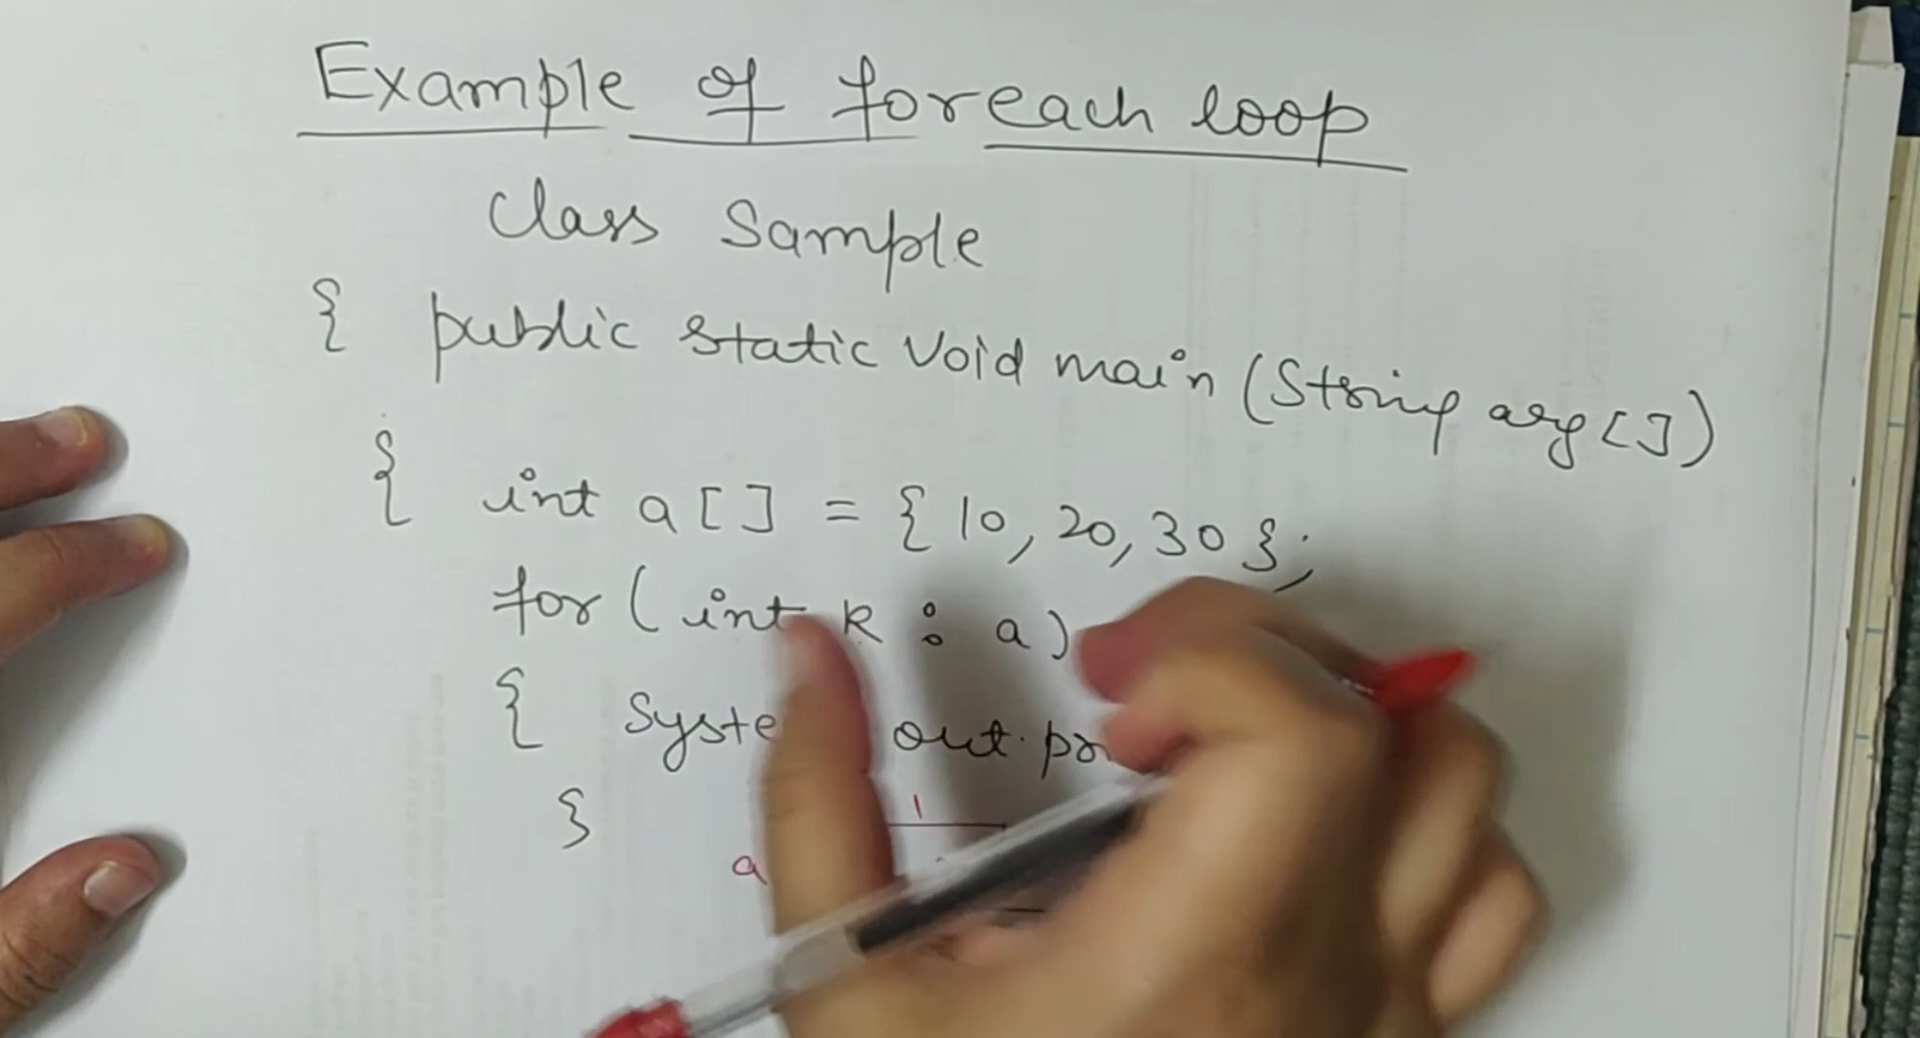 Example of foreach loop
class Sample
{ public static void main (String arg [])
{ int a [] = { 10, 20, 30 };
for ( int k : a)
{ Syste out. pr
}
1
a